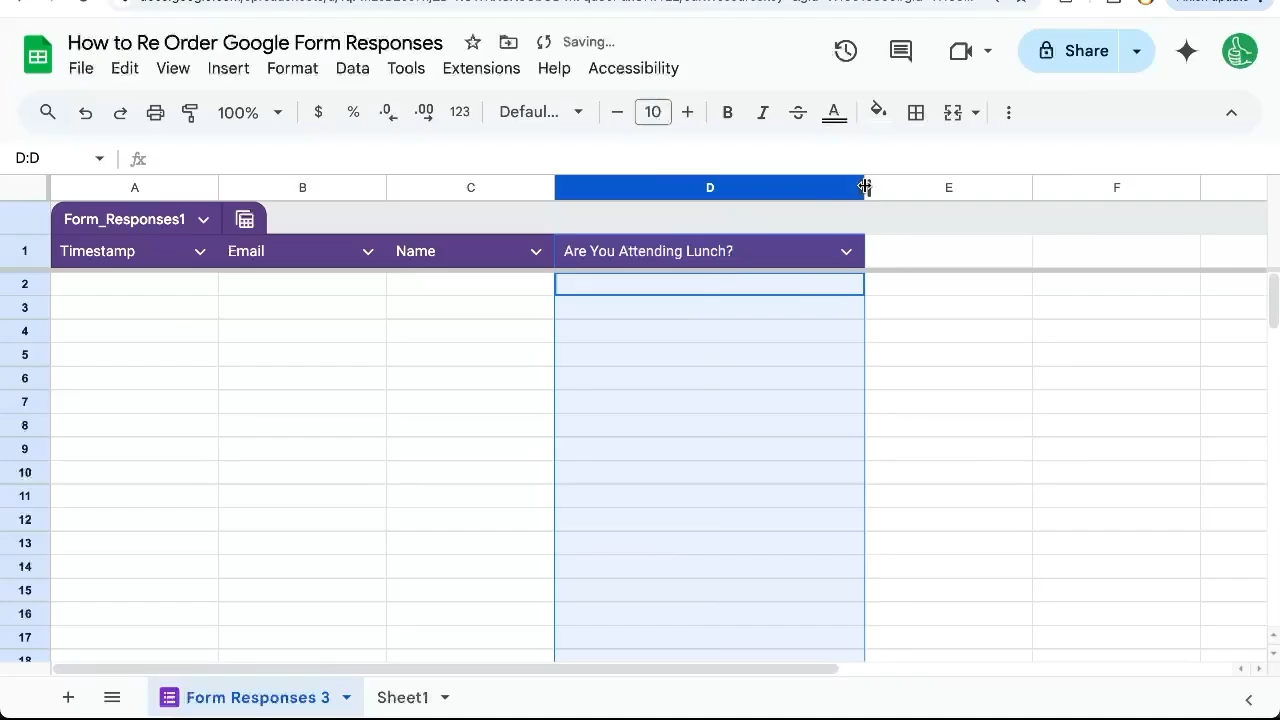 How to Re Order Google Form Responses
Saving...
File Edit View Insert Format Data Tools Extensions Help Accessibility
Share
100% $ % .0 .00 123 Defaul... 10 B I A
D:D fx
A B C D E F
Form_Responses1
1 Timestamp Email Name Are You Attending Lunch?
2
3
4
5
6
7
8
9
10
11
12
13
14
15
16
17
18
Form Responses 3 Sheet1